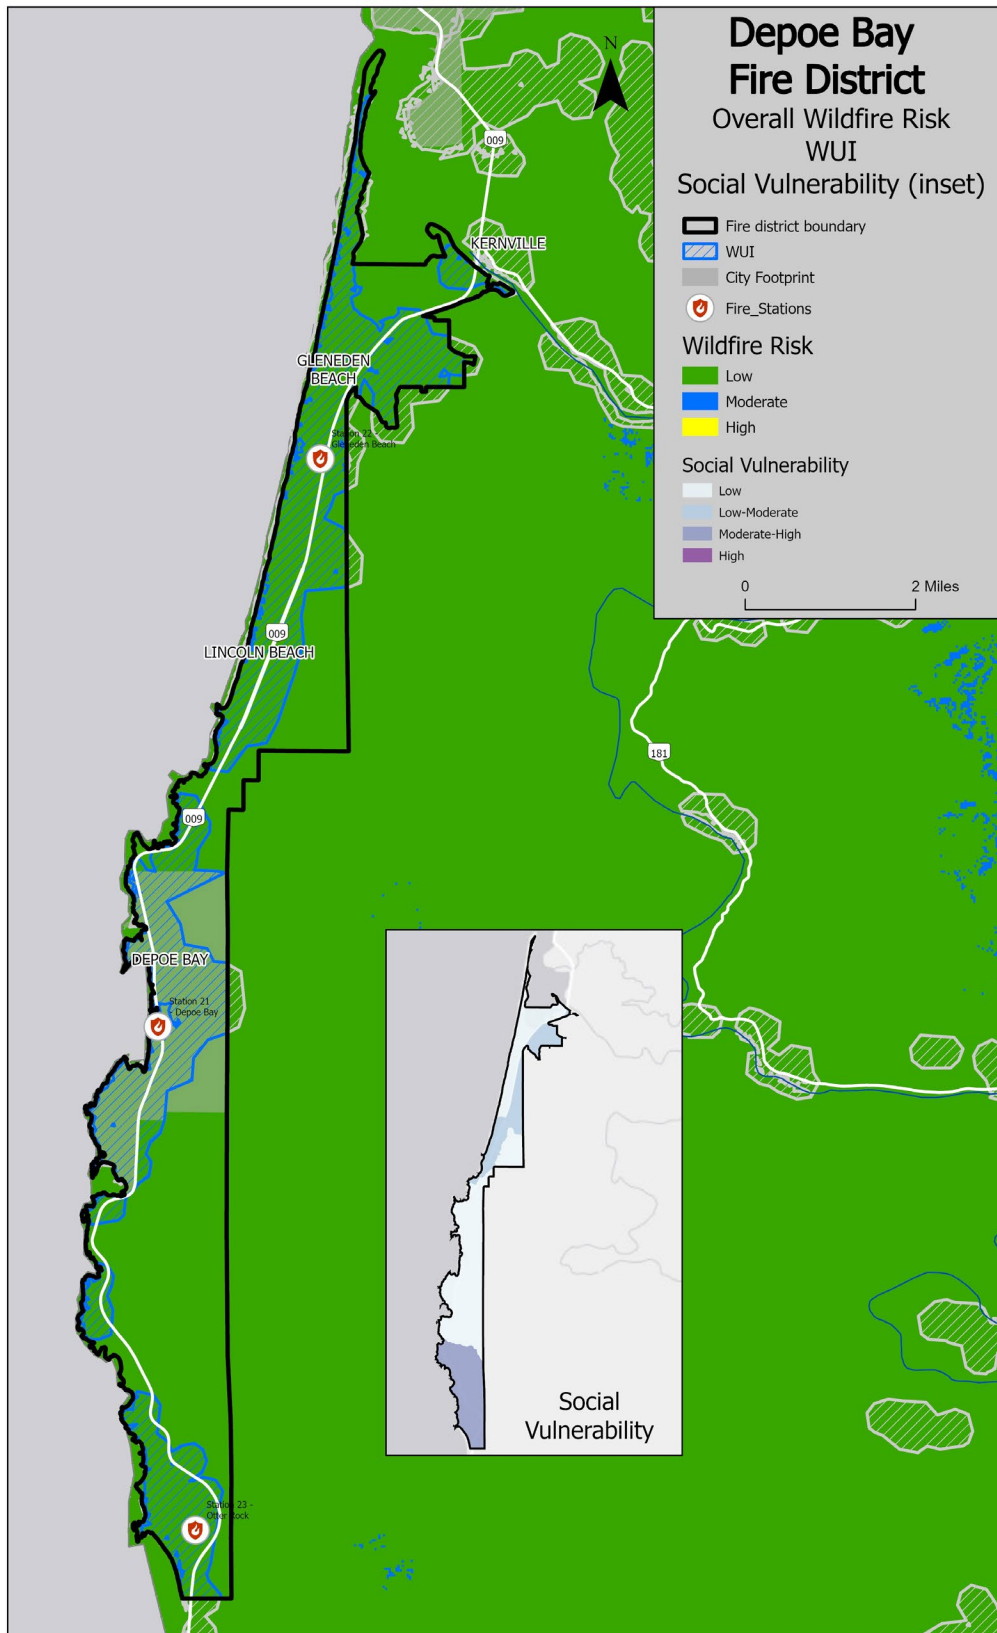 Depoe Bay
Fire District
Overall Wildfire Risk
WUI
Social Vulnerability (inset)
Fire district boundary
WUI
City Footprint
Fire_Stations
Wildfire Risk
Low
Moderate
High
Social Vulnerability
Low
Low-Moderate
Moderate-High
High
0 2 Miles
N
009
KERNVILLE
GLENEDEN
BEACH
Station 22 -
Gleneden Beach
009
LINCOLN BEACH
181
009
DEPOE BAY
Station 21
- Depoe Bay
Station 23 -
Otter Rock
Social
Vulnerability